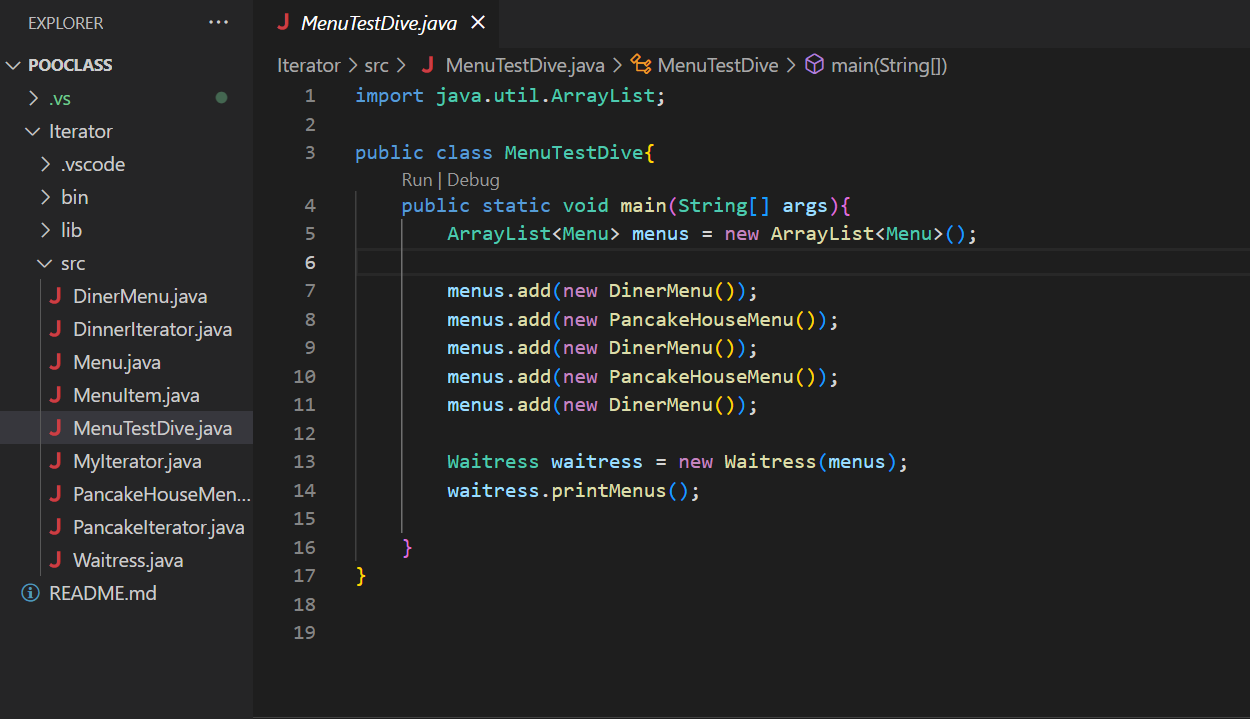 EXPLORER ···
POOCLASS
.vs
Iterator
.vscode
bin
lib
src
DinerMenu.java
DinnerIterator.java
Menu.java
MenuItem.java
MenuTestDive.java
MyIterator.java
PancakeHouseMen...
PancakeIterator.java
Waitress.java
README.md
MenuTestDive.java
Iterator > src > MenuTestDive.java > MenuTestDive > main(String[])
1 import java.util.ArrayList;
2
3 public class MenuTestDive{
Run | Debug
4 public static void main(String[] args){
5 ArrayList<Menu> menus = new ArrayList<Menu>();
6
7 menus.add(new DinerMenu());
8 menus.add(new PancakeHouseMenu());
9 menus.add(new DinerMenu());
10 menus.add(new PancakeHouseMenu());
11 menus.add(new DinerMenu());
12
13 Waitress waitress = new Waitress(menus);
14 waitress.printMenus();
15
16 }
17 }
18
19